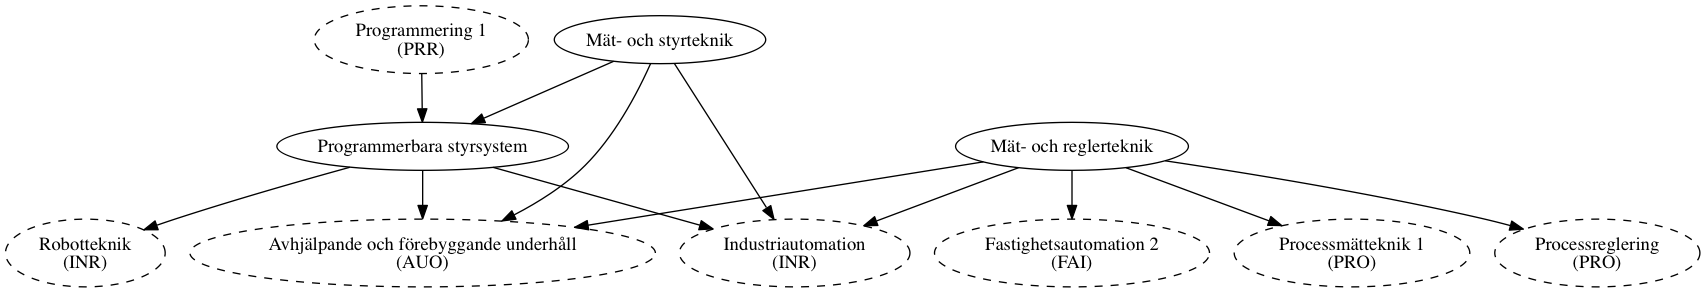 Programmering 1
(PRR)
Mät- och styrteknik
Programmerbara styrsystem
Mät- och reglerteknik
Robotteknik
(INR)
Avhjälpande och förebyggande underhåll
(AUO)
Industriautomation
(INR)
Fastighetsautomation 2
(FAI)
Processmätteknik 1
(PRO)
Processreglering
(PRO)